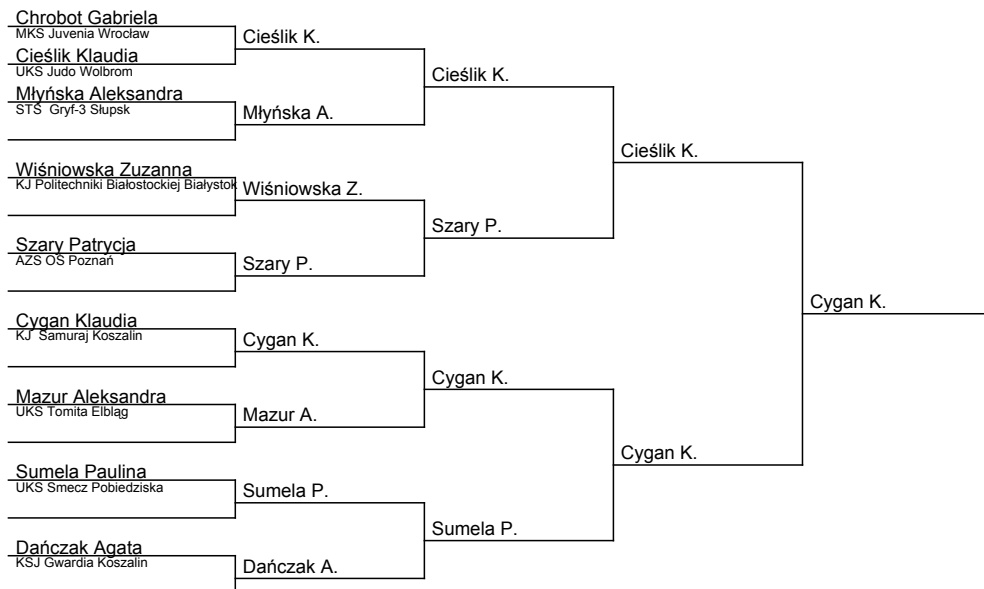 Chrobot Gabriela
MKS Juvenia Wrocław
Cieślik K.
Cieślik Klaudia
UKS Judo Wolbrom
Cieślik K.
Młyńska Aleksandra
STS Gryf-3 Słupsk
Młyńska A.
Cieślik K.
Wiśniowska Zuzanna
KJ Politechniki Białostockiej Białystok
Wiśniowska Z.
Szary P.
Szary Patrycja
AZS OŚ Poznań
Szary P.
Cygan K.
Cygan Klaudia
KJ Samuraj Koszalin
Cygan K.
Cygan K.
Mazur Aleksandra
UKS Tomita Elbląg
Mazur A.
Cygan K.
Sumela Paulina
UKS Smecz Pobiedziska
Sumela P.
Sumela P.
Dańczak Agata
KSJ Gwardia Koszalin
Dańczak A.